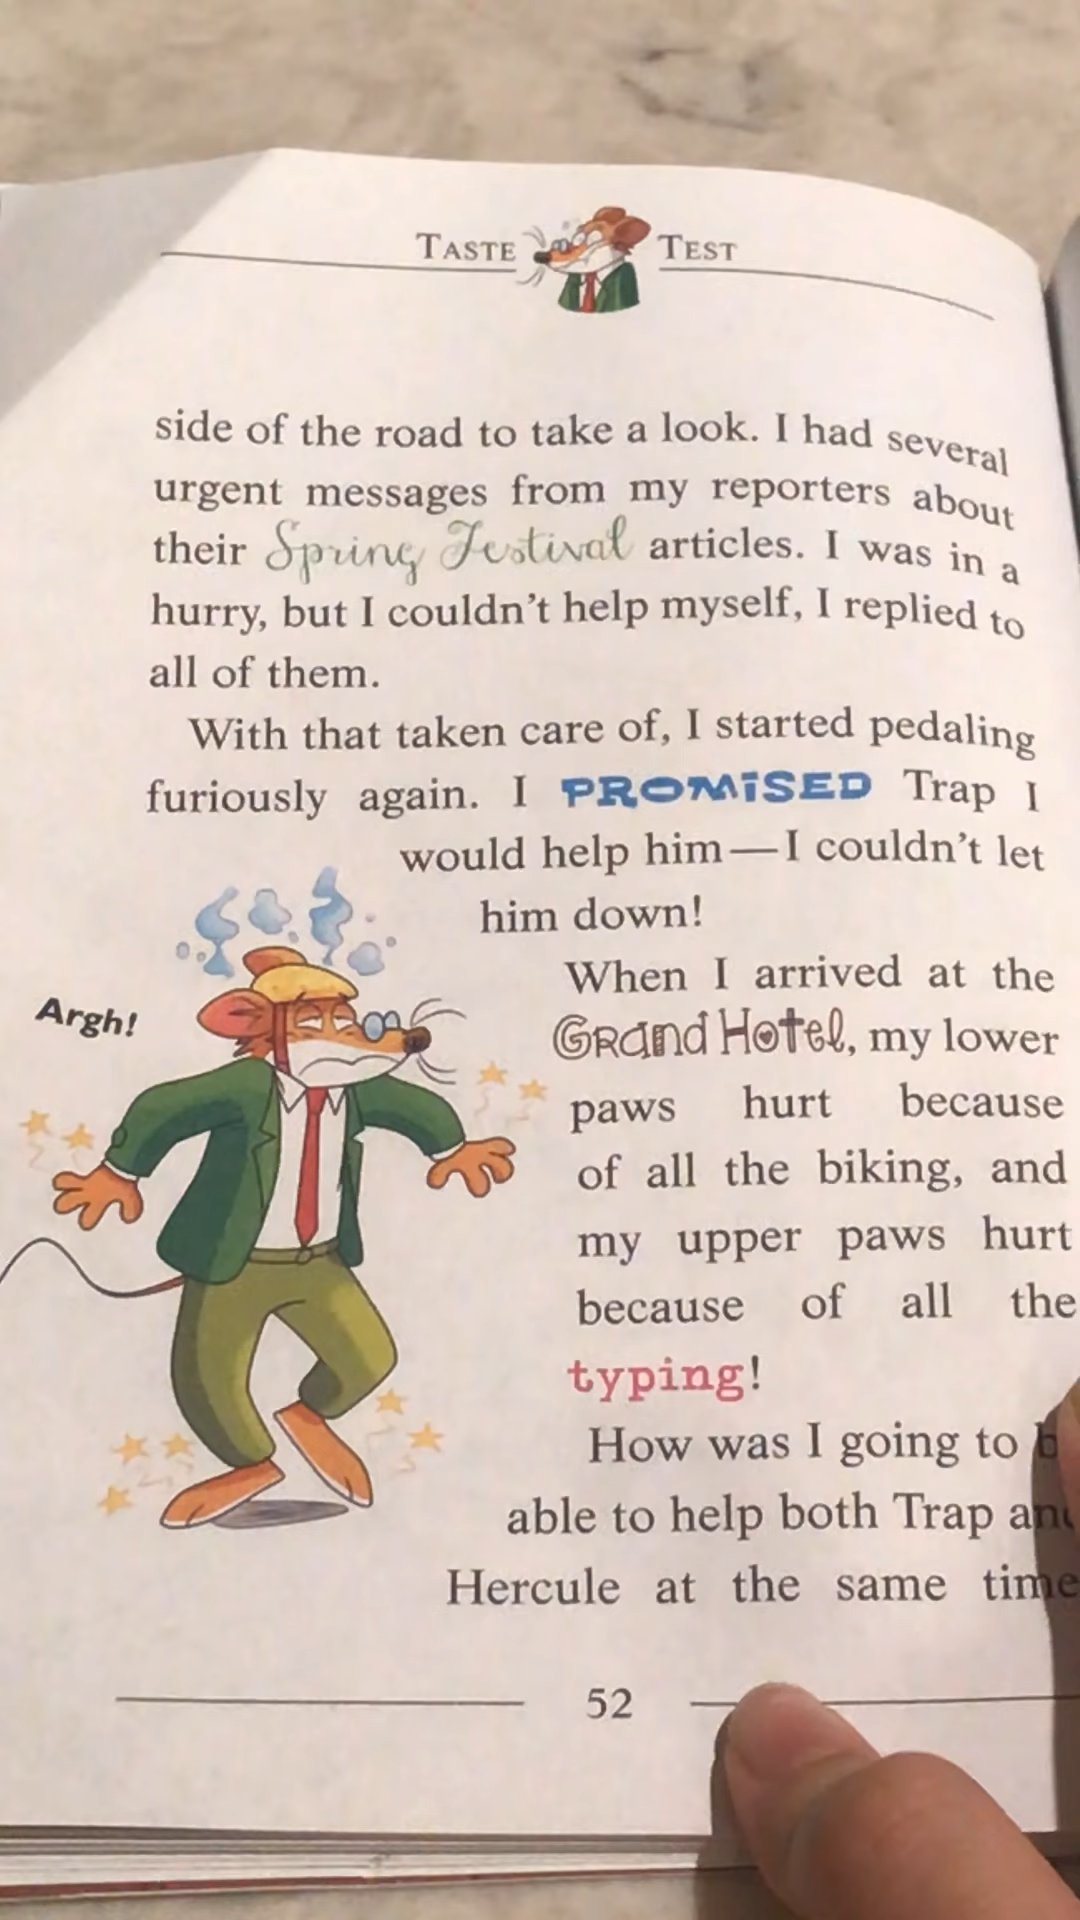 TASTE TEST
side of the road to take a look. I had several
urgent messages from my reporters about
their Spring Festival articles. I was in a
hurry, but I couldn't help myself, I replied to
all of them.
With that taken care of, I started pedaling
furiously again. I PROMISED Trap I
would help him—I couldn't let
him down!
Argh!
When I arrived at the
Grand Hotel, my lower
paws hurt because
of all the biking, and
my upper paws hurt
because of all the
typing!
How was I going to
able to help both Trap and
Hercule at the same time
52